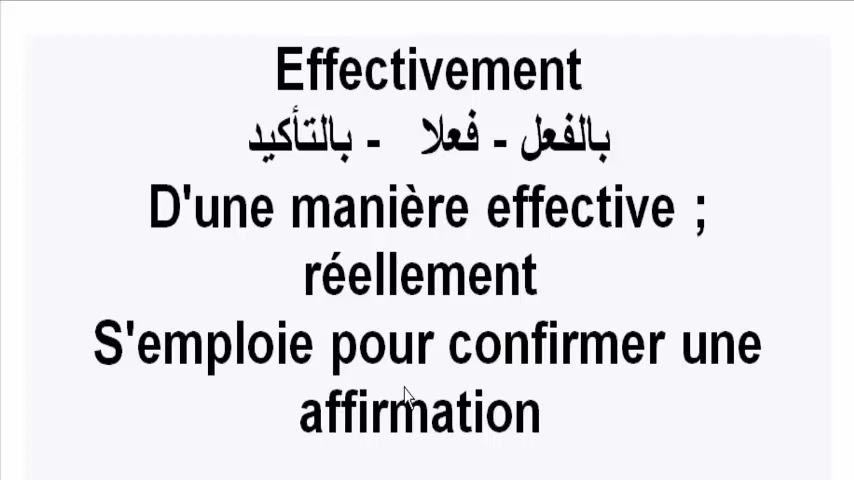 Effectivement
بالفعل - فعلا - بالتأكيد
D'une manière effective ;
réellement
S'emploie pour confirmer une
affirmation